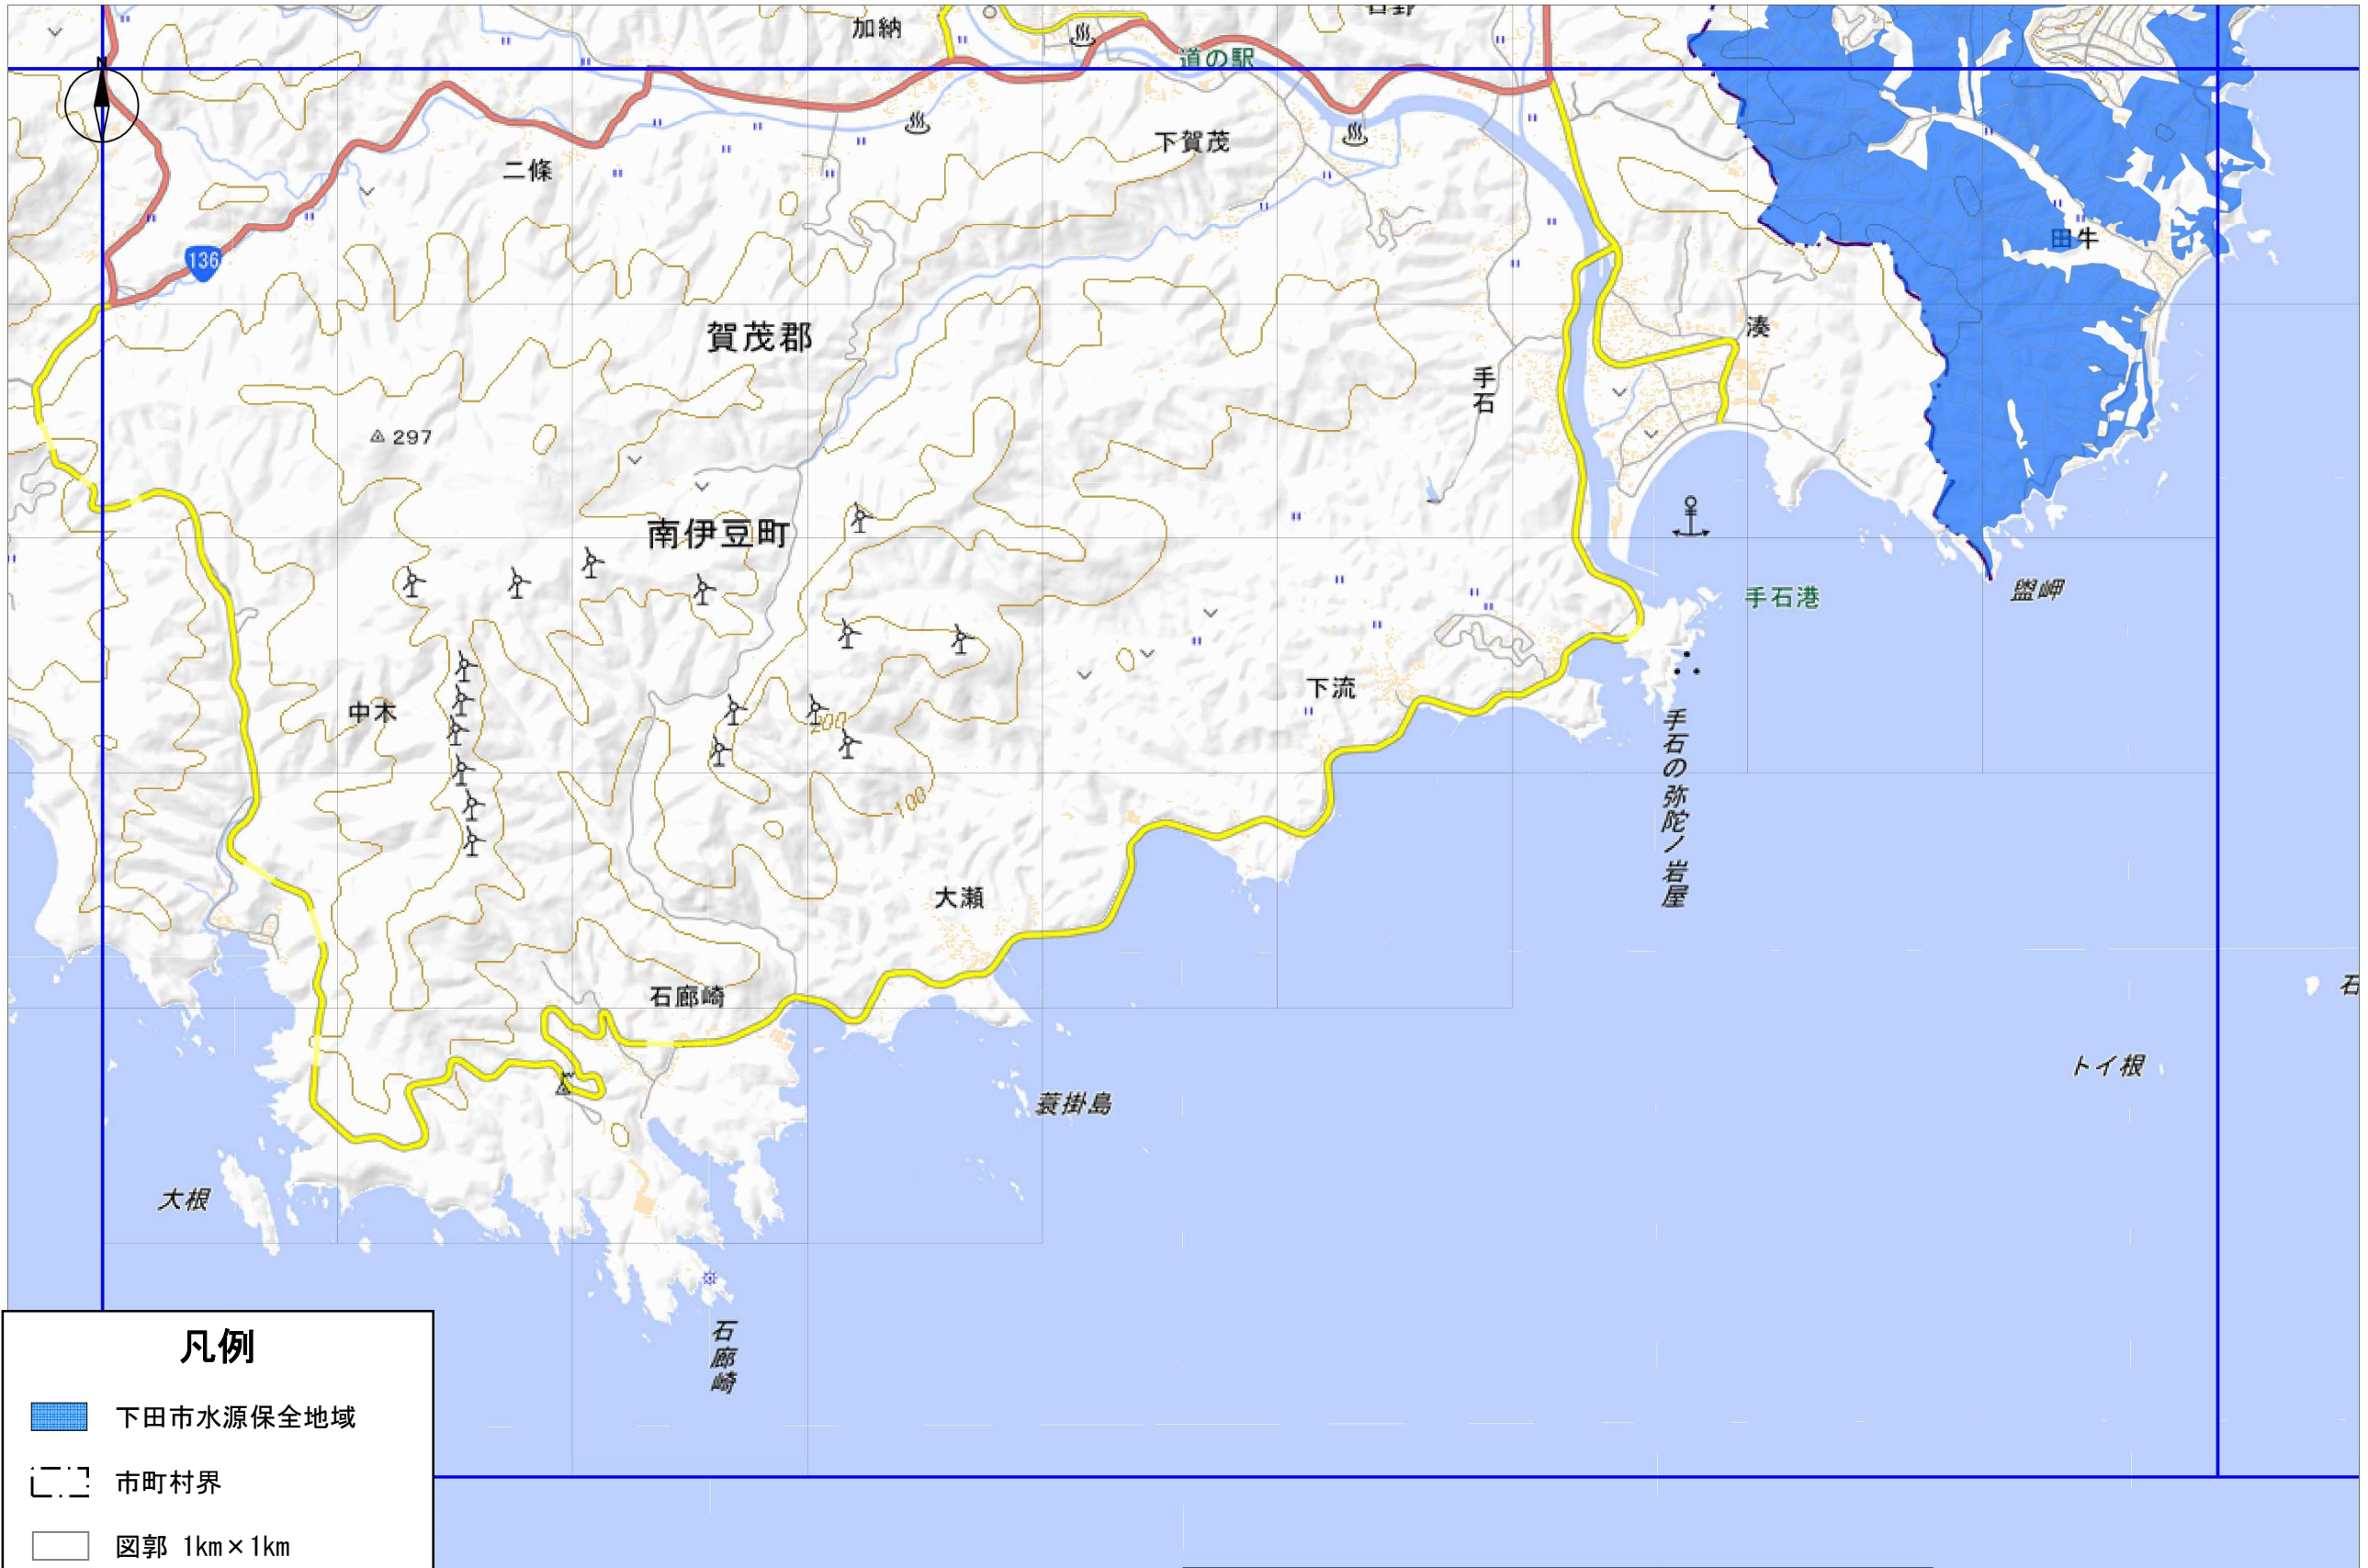 加納
道の駅
N
下賀茂
二條
136
田牛
賀茂郡
湊
手石
297
南伊豆町
手石港
盥岬
下流
中木
200
手石の弥陀ノ岩屋
100
大瀬
石
石廊崎
トイ根
蓑掛島
大根
石廊崎
凡例
下田市水源保全地域
市町村界
図郭 1km×1km